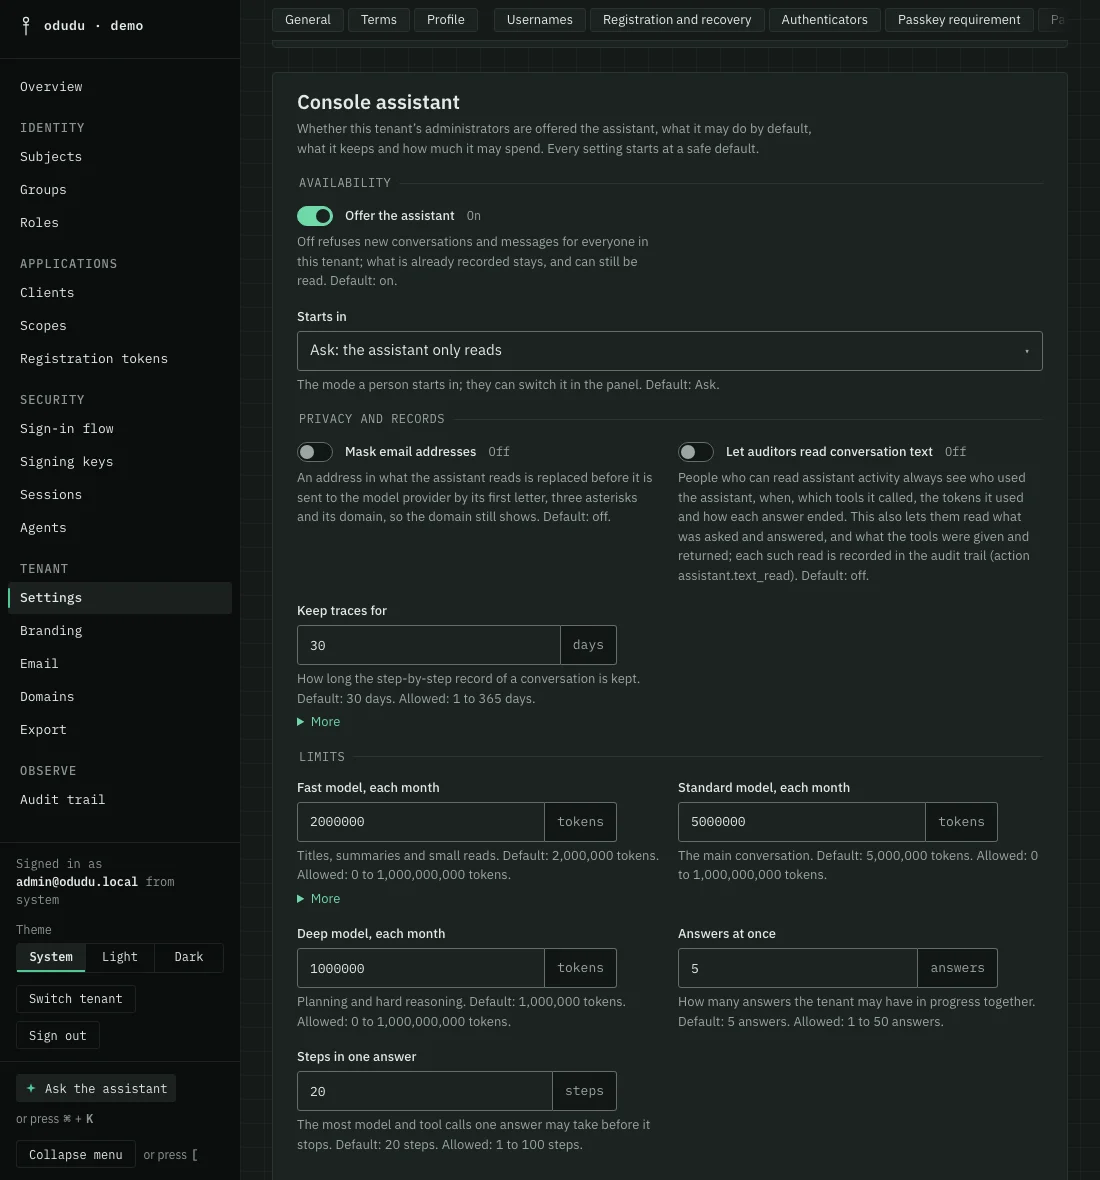 odudu · demo
Overview
IDENTITY
Subjects
Groups
Roles
APPLICATIONS
Clients
Scopes
Registration tokens
SECURITY
Sign-in flow
Signing keys
Sessions
Agents
TENANT
Settings
Branding
Email
Domains
Export
OBSERVE
Audit trail
Signed in as
admin@odudu.local from
system
Theme
System Light Dark
Switch tenant
Sign out
Ask the assistant
or press ⌘ + K
Collapse menu or press [
General Terms Profile Usernames Registration and recovery Authenticators Passkey requirement Pa
Console assistant
Whether this tenant’s administrators are offered the assistant, what it may do by default,
what it keeps and how much it may spend. Every setting starts at a safe default.
AVAILABILITY
Offer the assistant On
Off refuses new conversations and messages for everyone in
this tenant; what is already recorded stays, and can still be
read. Default: on.
Starts in
Ask: the assistant only reads
The mode a person starts in; they can switch it in the panel. Default: Ask.
PRIVACY AND RECORDS
Mask email addresses Off
An address in what the assistant reads is replaced before it is
sent to the model provider by its first letter, three asterisks
and its domain, so the domain still shows. Default: off.
Let auditors read conversation text Off
People who can read assistant activity always see who used
the assistant, when, which tools it called, the tokens it used
and how each answer ended. This also lets them read what
was asked and answered, and what the tools were given and
returned; each such read is recorded in the audit trail (action
assistant.text_read). Default: off.
Keep traces for
30 days
How long the step-by-step record of a conversation is kept.
Default: 30 days. Allowed: 1 to 365 days.
More
LIMITS
Fast model, each month
2000000 tokens
Titles, summaries and small reads. Default: 2,000,000 tokens.
Allowed: 0 to 1,000,000,000 tokens.
More
Standard model, each month
5000000 tokens
The main conversation. Default: 5,000,000 tokens. Allowed: 0
to 1,000,000,000 tokens.
Deep model, each month
1000000 tokens
Planning and hard reasoning. Default: 1,000,000 tokens.
Allowed: 0 to 1,000,000,000 tokens.
Answers at once
5 answers
How many answers the tenant may have in progress together.
Default: 5 answers. Allowed: 1 to 50 answers.
Steps in one answer
20 steps
The most model and tool calls one answer may take before it
stops. Default: 20 steps. Allowed: 1 to 100 steps.